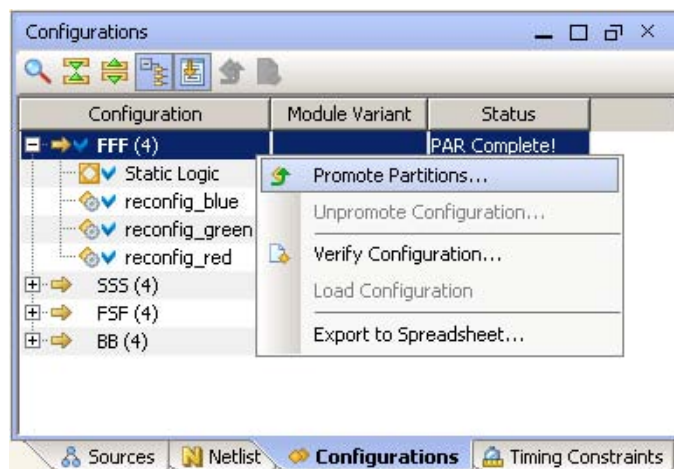 Configurations
Configuration Module Variant Status
FFF (4) PAR Complete!
Static Logic
reconfig_blue
reconfig_green
reconfig_red
SSS (4)
FSF (4)
BB (4)
Promote Partitions...
Unpromote Configuration...
Verify Configuration...
Load Configuration
Export to Spreadsheet...
Sources Netlist Configurations Timing Constraints